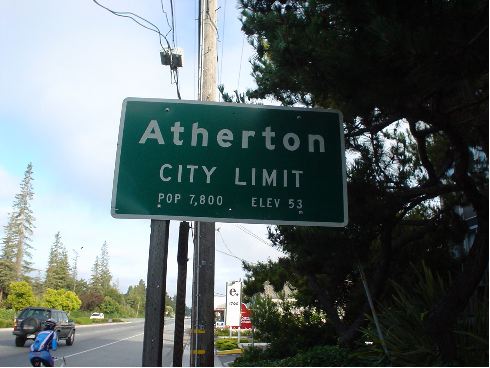 Atherton
CITY LIMIT
POP 7,800 ELEV 53
e.